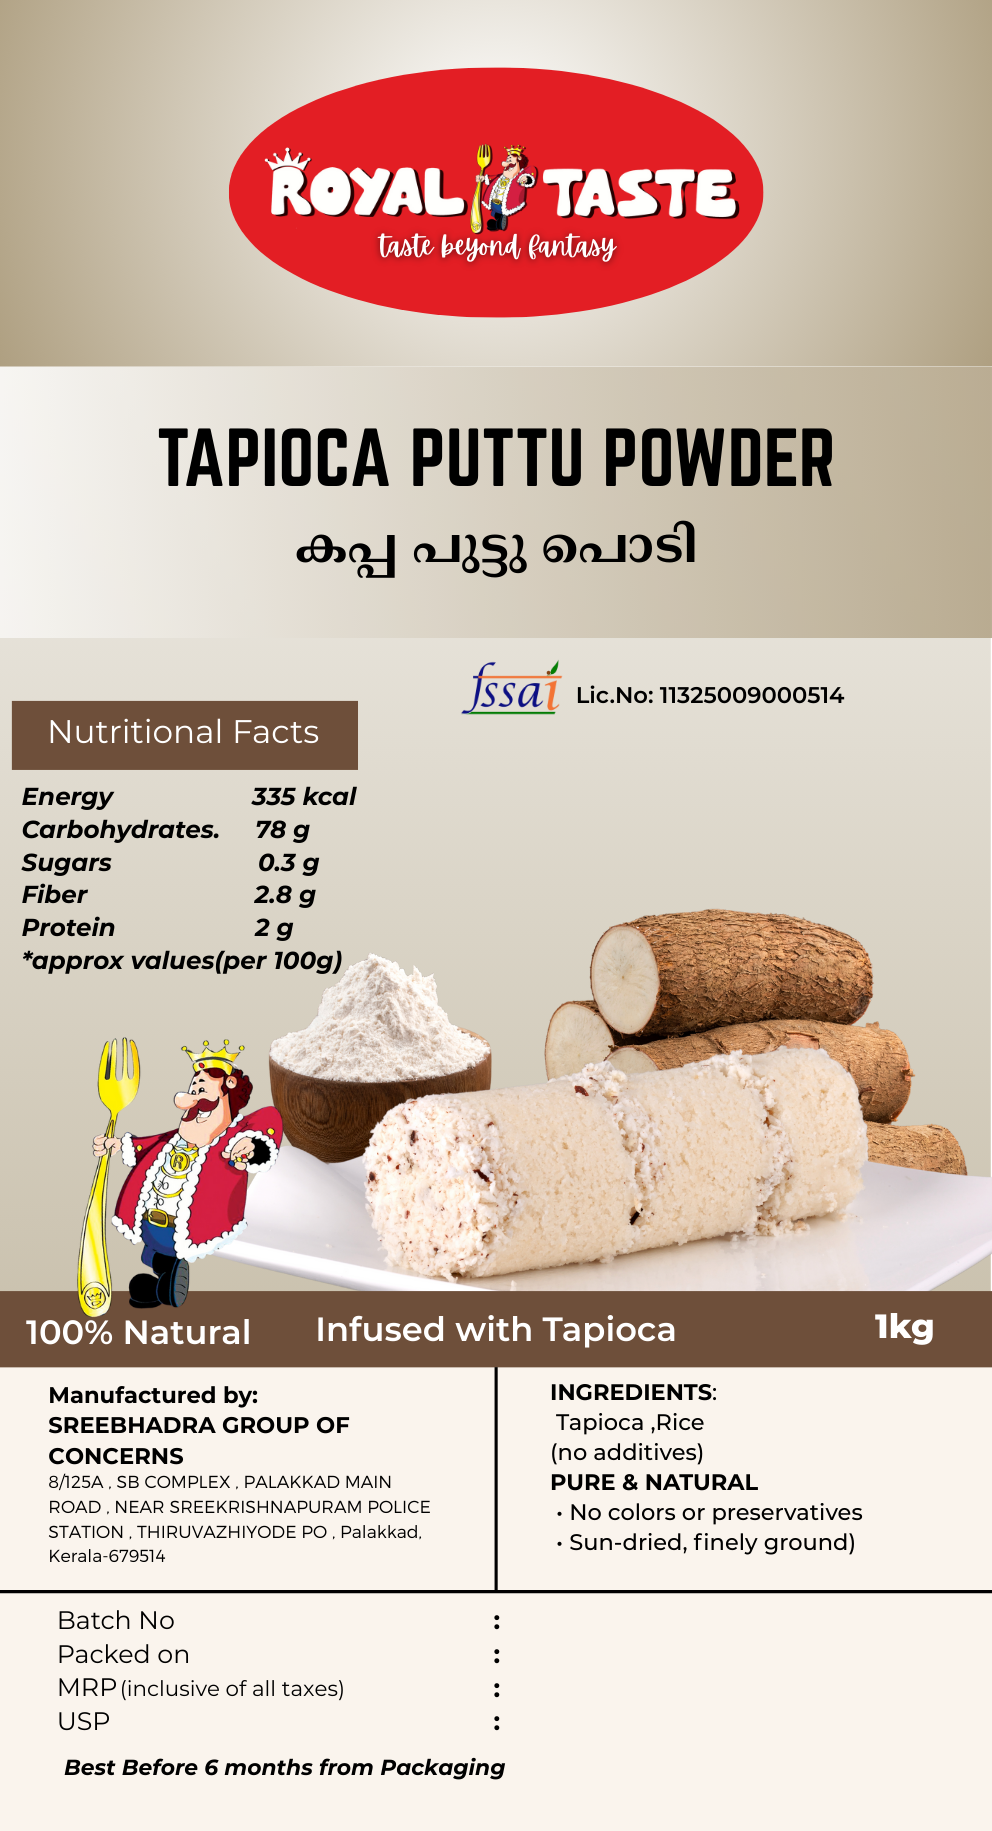 ROYAL TASTE
taste beyond fantasy
TAPIOCA PUTTU POWDER
കപ്പ പുട്ടു പൊടി
fssai Lic.No: 11325009000514
Nutritional Facts
Energy 335 kcal
Carbohydrates. 78 g
Sugars 0.3 g
Fiber 2.8 g
Protein 2 g
*approx values(per 100g)
100% Natural Infused with Tapioca 1kg
Manufactured by:
SREEBHADRA GROUP OF
CONCERNS
8/125A , SB COMPLEX , PALAKKAD MAIN
ROAD , NEAR SREEKRISHNAPURAM POLICE
STATION , THIRUVAZHIYODE PO , Palakkad,
Kerala-679514
INGREDIENTS:
Tapioca ,Rice
(no additives)
PURE & NATURAL
• No colors or preservatives
• Sun-dried, finely ground)
Batch No :
Packed on :
MRP (inclusive of all taxes) :
USP :
Best Before 6 months from Packaging